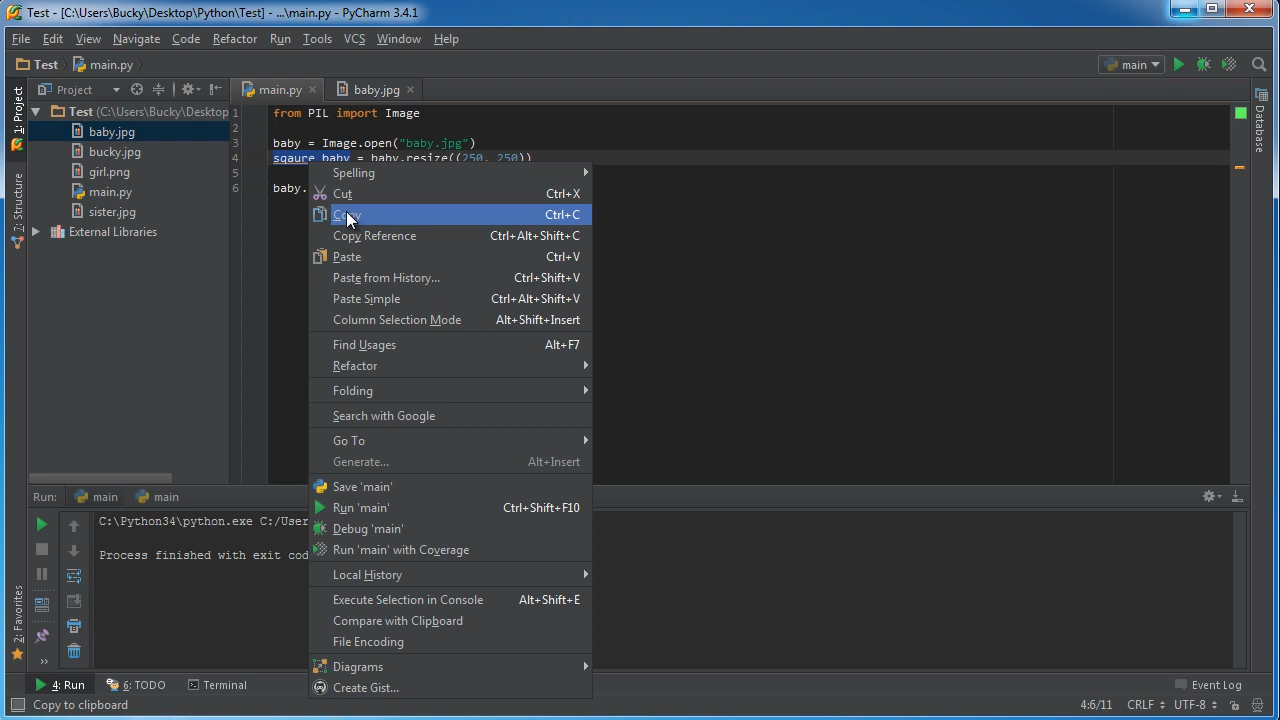 Test - [C:\Users\Bucky\Desktop\Python\Test] - ...\main.py - PyCharm 3.4.1
File Edit View Navigate Code Refactor Run Tools VCS Window Help
Test main.py main
1: Project
7: Structure
2: Favorites
Project
Test (C:\Users\Bucky\Desktop
baby.jpg
bucky.jpg
girl.png
main.py
sister.jpg
External Libraries
main.py baby.jpg
1 from PIL import Image
2
3 baby = Image.open("baby.jpg")
4 sqaure_baby = baby.resize((250, 250))
5
6 baby.
Database
Spelling
Cut Ctrl+X
Copy Ctrl+C
Copy Reference Ctrl+Alt+Shift+C
Paste Ctrl+V
Paste from History... Ctrl+Shift+V
Paste Simple Ctrl+Alt+Shift+V
Column Selection Mode Alt+Shift+Insert
Find Usages Alt+F7
Refactor
Folding
Search with Google
Go To
Generate... Alt+Insert
Save 'main'
Run 'main' Ctrl+Shift+F10
Debug 'main'
Run 'main' with Coverage
Local History
Execute Selection in Console Alt+Shift+E
Compare with Clipboard
File Encoding
Diagrams
Create Gist...
Run: main main
C:\Python34\python.exe C:/User
Process finished with exit cod
4: Run 6: TODO Terminal Event Log
Copy to clipboard 4:6/11 CRLF UTF-8